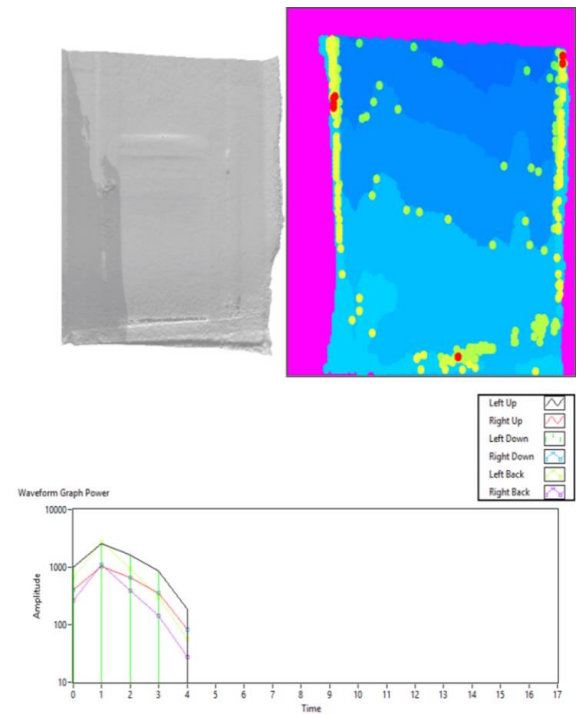 Left Up
Right Up
Left Down
Right Down
Left Back
Right Back
Waveform Graph Power
10000
1000
100
10
Amplitude
0 1 2 3 4 5 6 7 8 9 10 11 12 13 14 15 16 17
Time